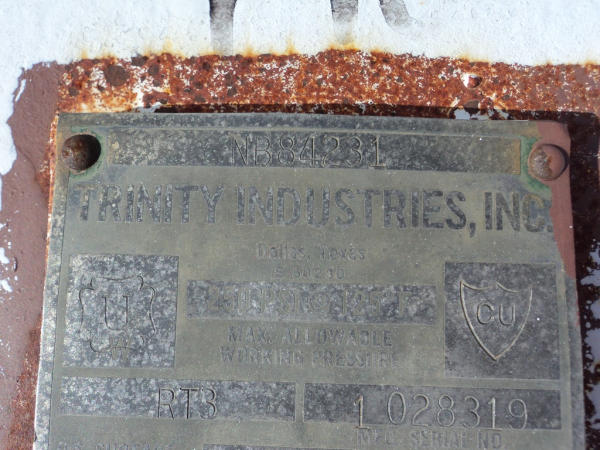 NB84231
TRINITY INDUSTRIES, INC.
Dallas, Texas
U
CU
MAX. ALLOWABLE
WORKING PRESSURE
RT3
1 028319
MFG. SERIAL NO.